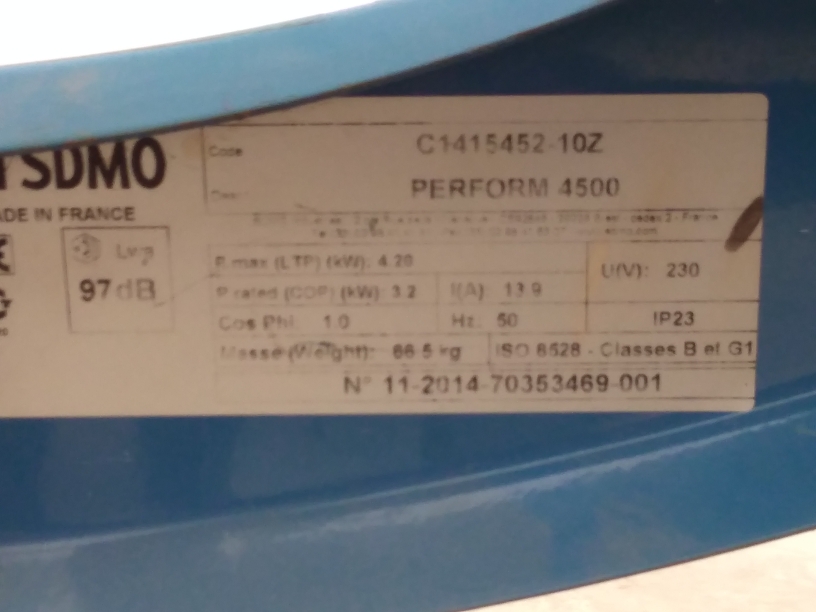 SDMO
MADE IN FRANCE
Lwa
97dB
Code
C1415452-10Z
PERFORM 4500
P max (LTP) (kW): 4.20
U(V): 230
P rated (COP) (kW): 3.2
I(A): 13.9
Cos Phi: 1.0
Hz: 50
IP23
Masse (Weight): 66.5 kg
ISO 8528 - Classes B et G1
N° 11-2014-70353469-001